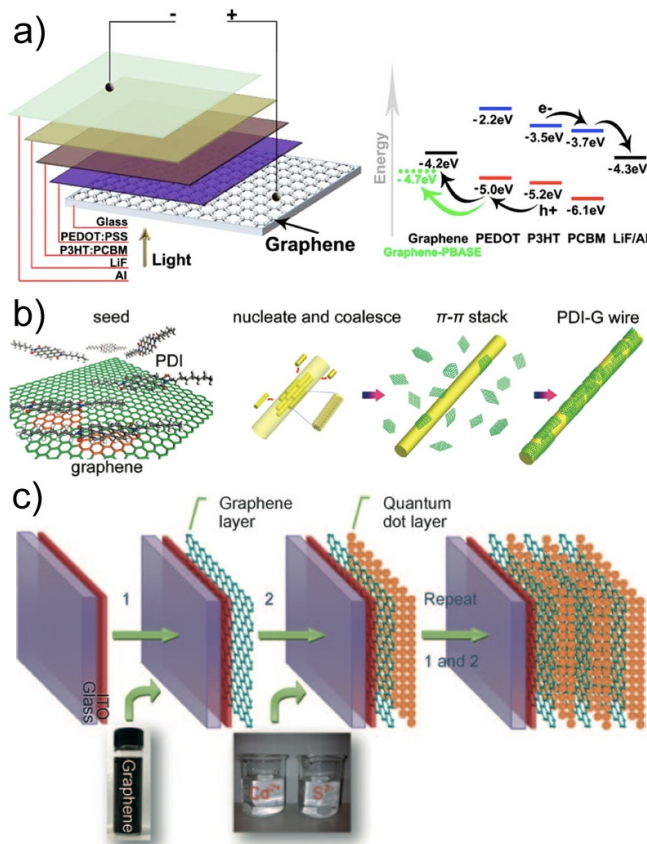 a)
- +
Glass
PEDOT:PSS
P3HT:PCBM
LiF
Al
Light
Graphene
Energy
-4.2eV
-4.7eV
-2.2eV
-5.0eV
-3.5eV
-5.2eV
e-
h+
-3.7eV
-6.1eV
-4.3eV
Graphene PEDOT P3HT PCBM LiF/Al
Graphene-PBASE
b)
seed
PDI
graphene
nucleate and coalesce
π-π stack
PDI-G wire
c)
Graphene
layer
Quantum
dot layer
1
2
Repeat
1 and 2
ITO
Glass
Graphene
Cd2+
S2-